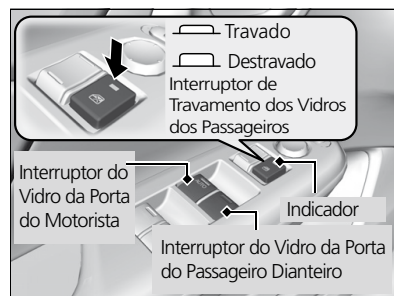 Travado
Destravado
Interruptor de
Travamento dos Vidros
dos Passageiros
Interruptor do
Vidro da Porta
do Motorista
AUTO
Indicador
Interruptor do Vidro da Porta
do Passageiro Dianteiro